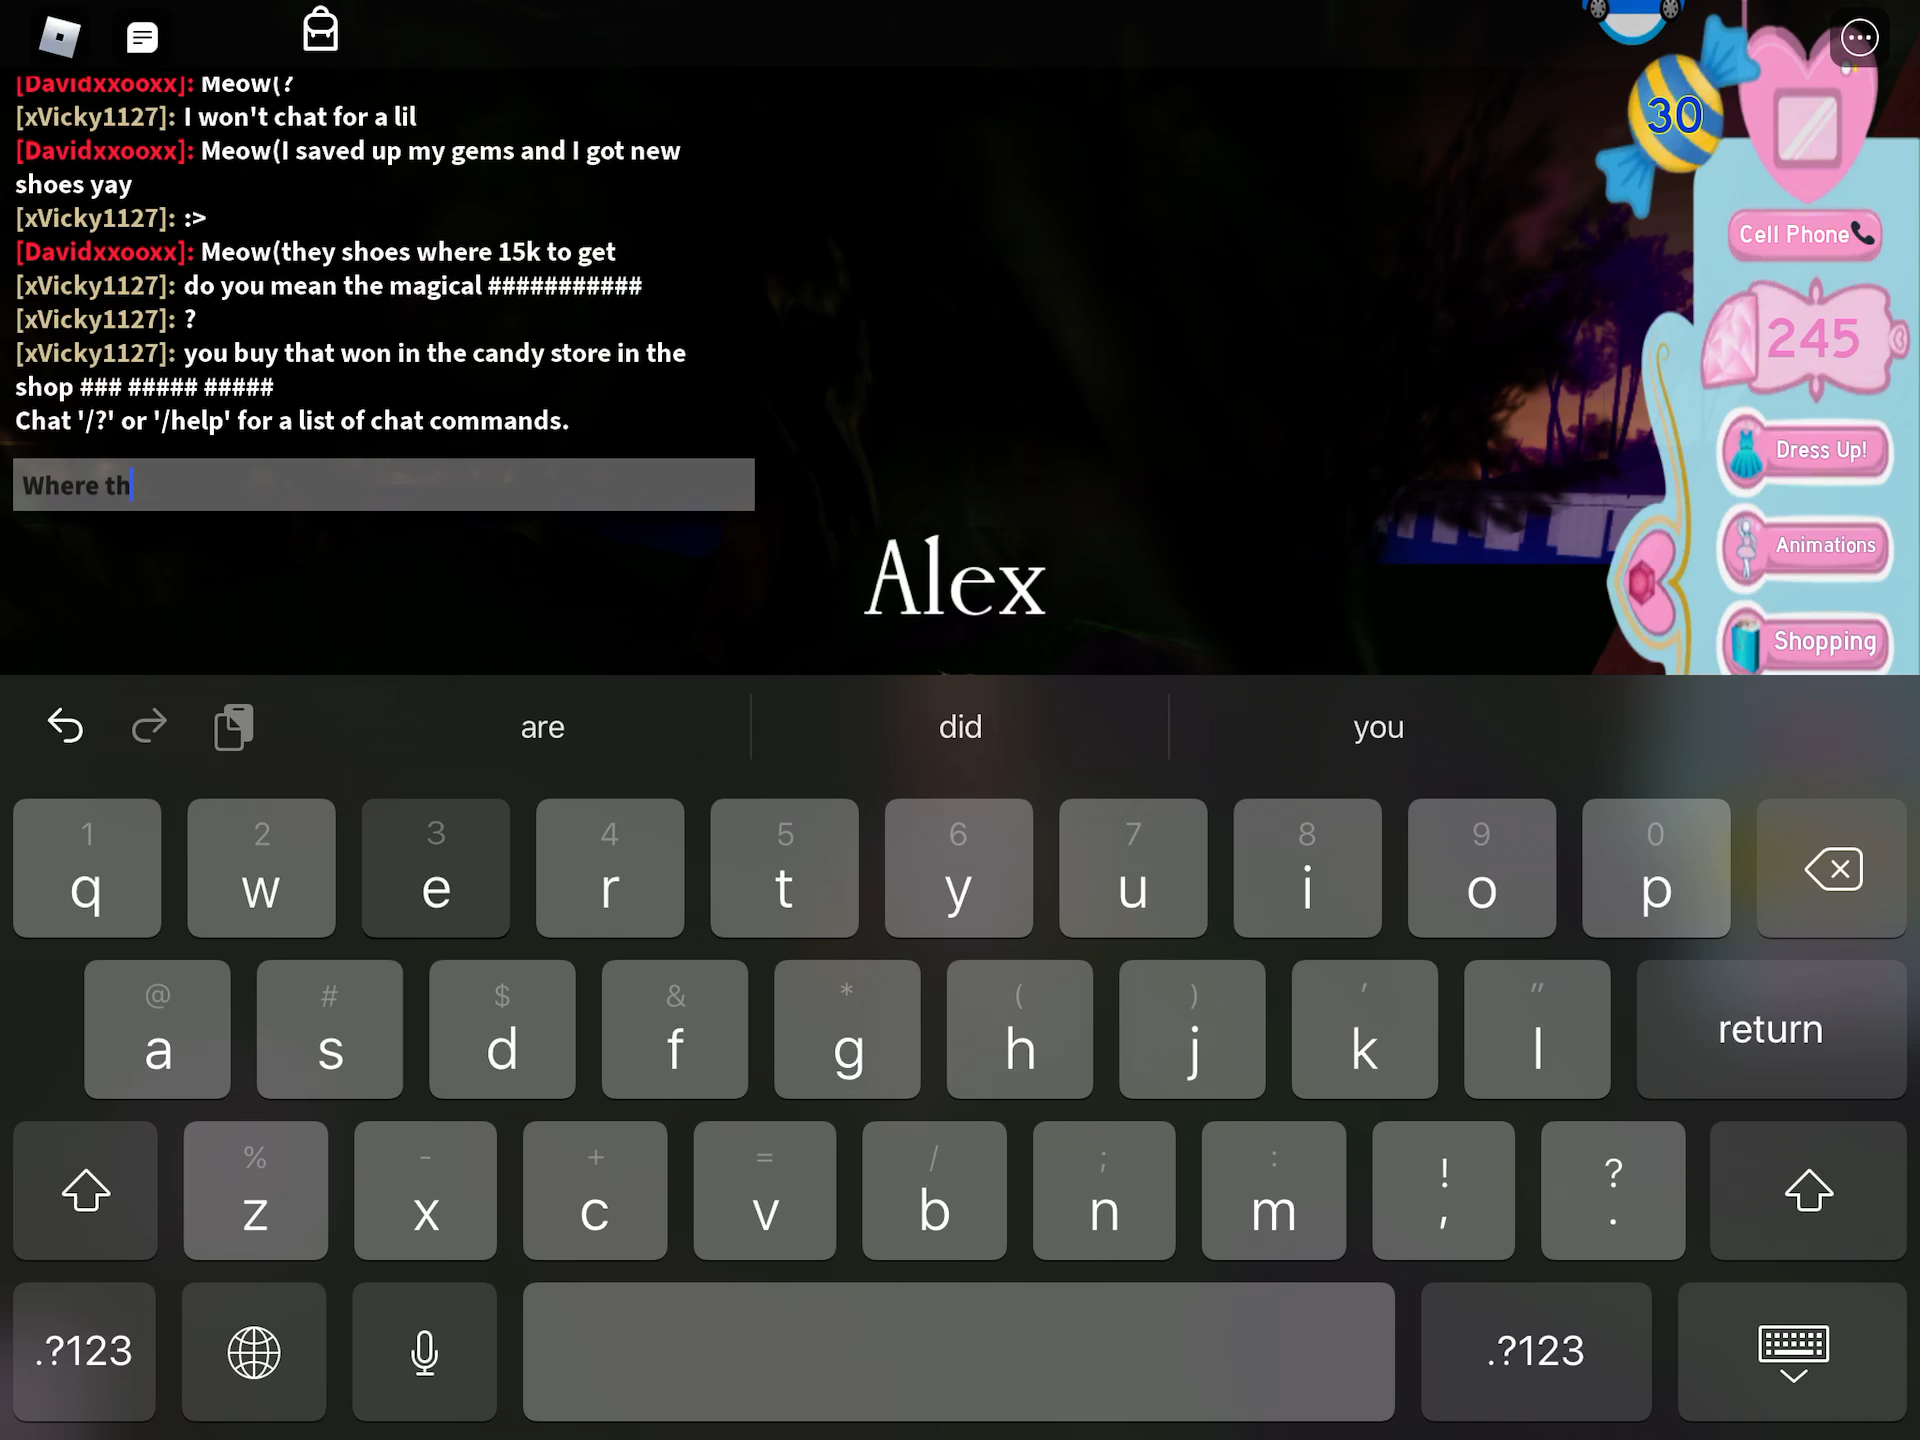 [Davidxxooxx]: Meow(?
[xVicky1127]: I won't chat for a lil
[Davidxxooxx]: Meow(I saved up my gems and I got new
shoes yay
[xVicky1127]: :>
[Davidxxooxx]: Meow(they shoes where 15k to get
[xVicky1127]: do you mean the magical ###########
[xVicky1127]: ?
[xVicky1127]: you buy that won in the candy store in the
shop ### ##### #####
Chat '/?' or '/help' for a list of chat commands.
Where th
Alex
30
Cell Phone
245
Dress Up!
Animations
Shopping
are did you
1 2 3 4 5 6 7 8 9 0
q w e r t y u i o p
@ # $ & * ( ) ' "
a s d f g h j k l return
% - + = / ; : ! ?
z x c v b n m , .
.?123 .?123